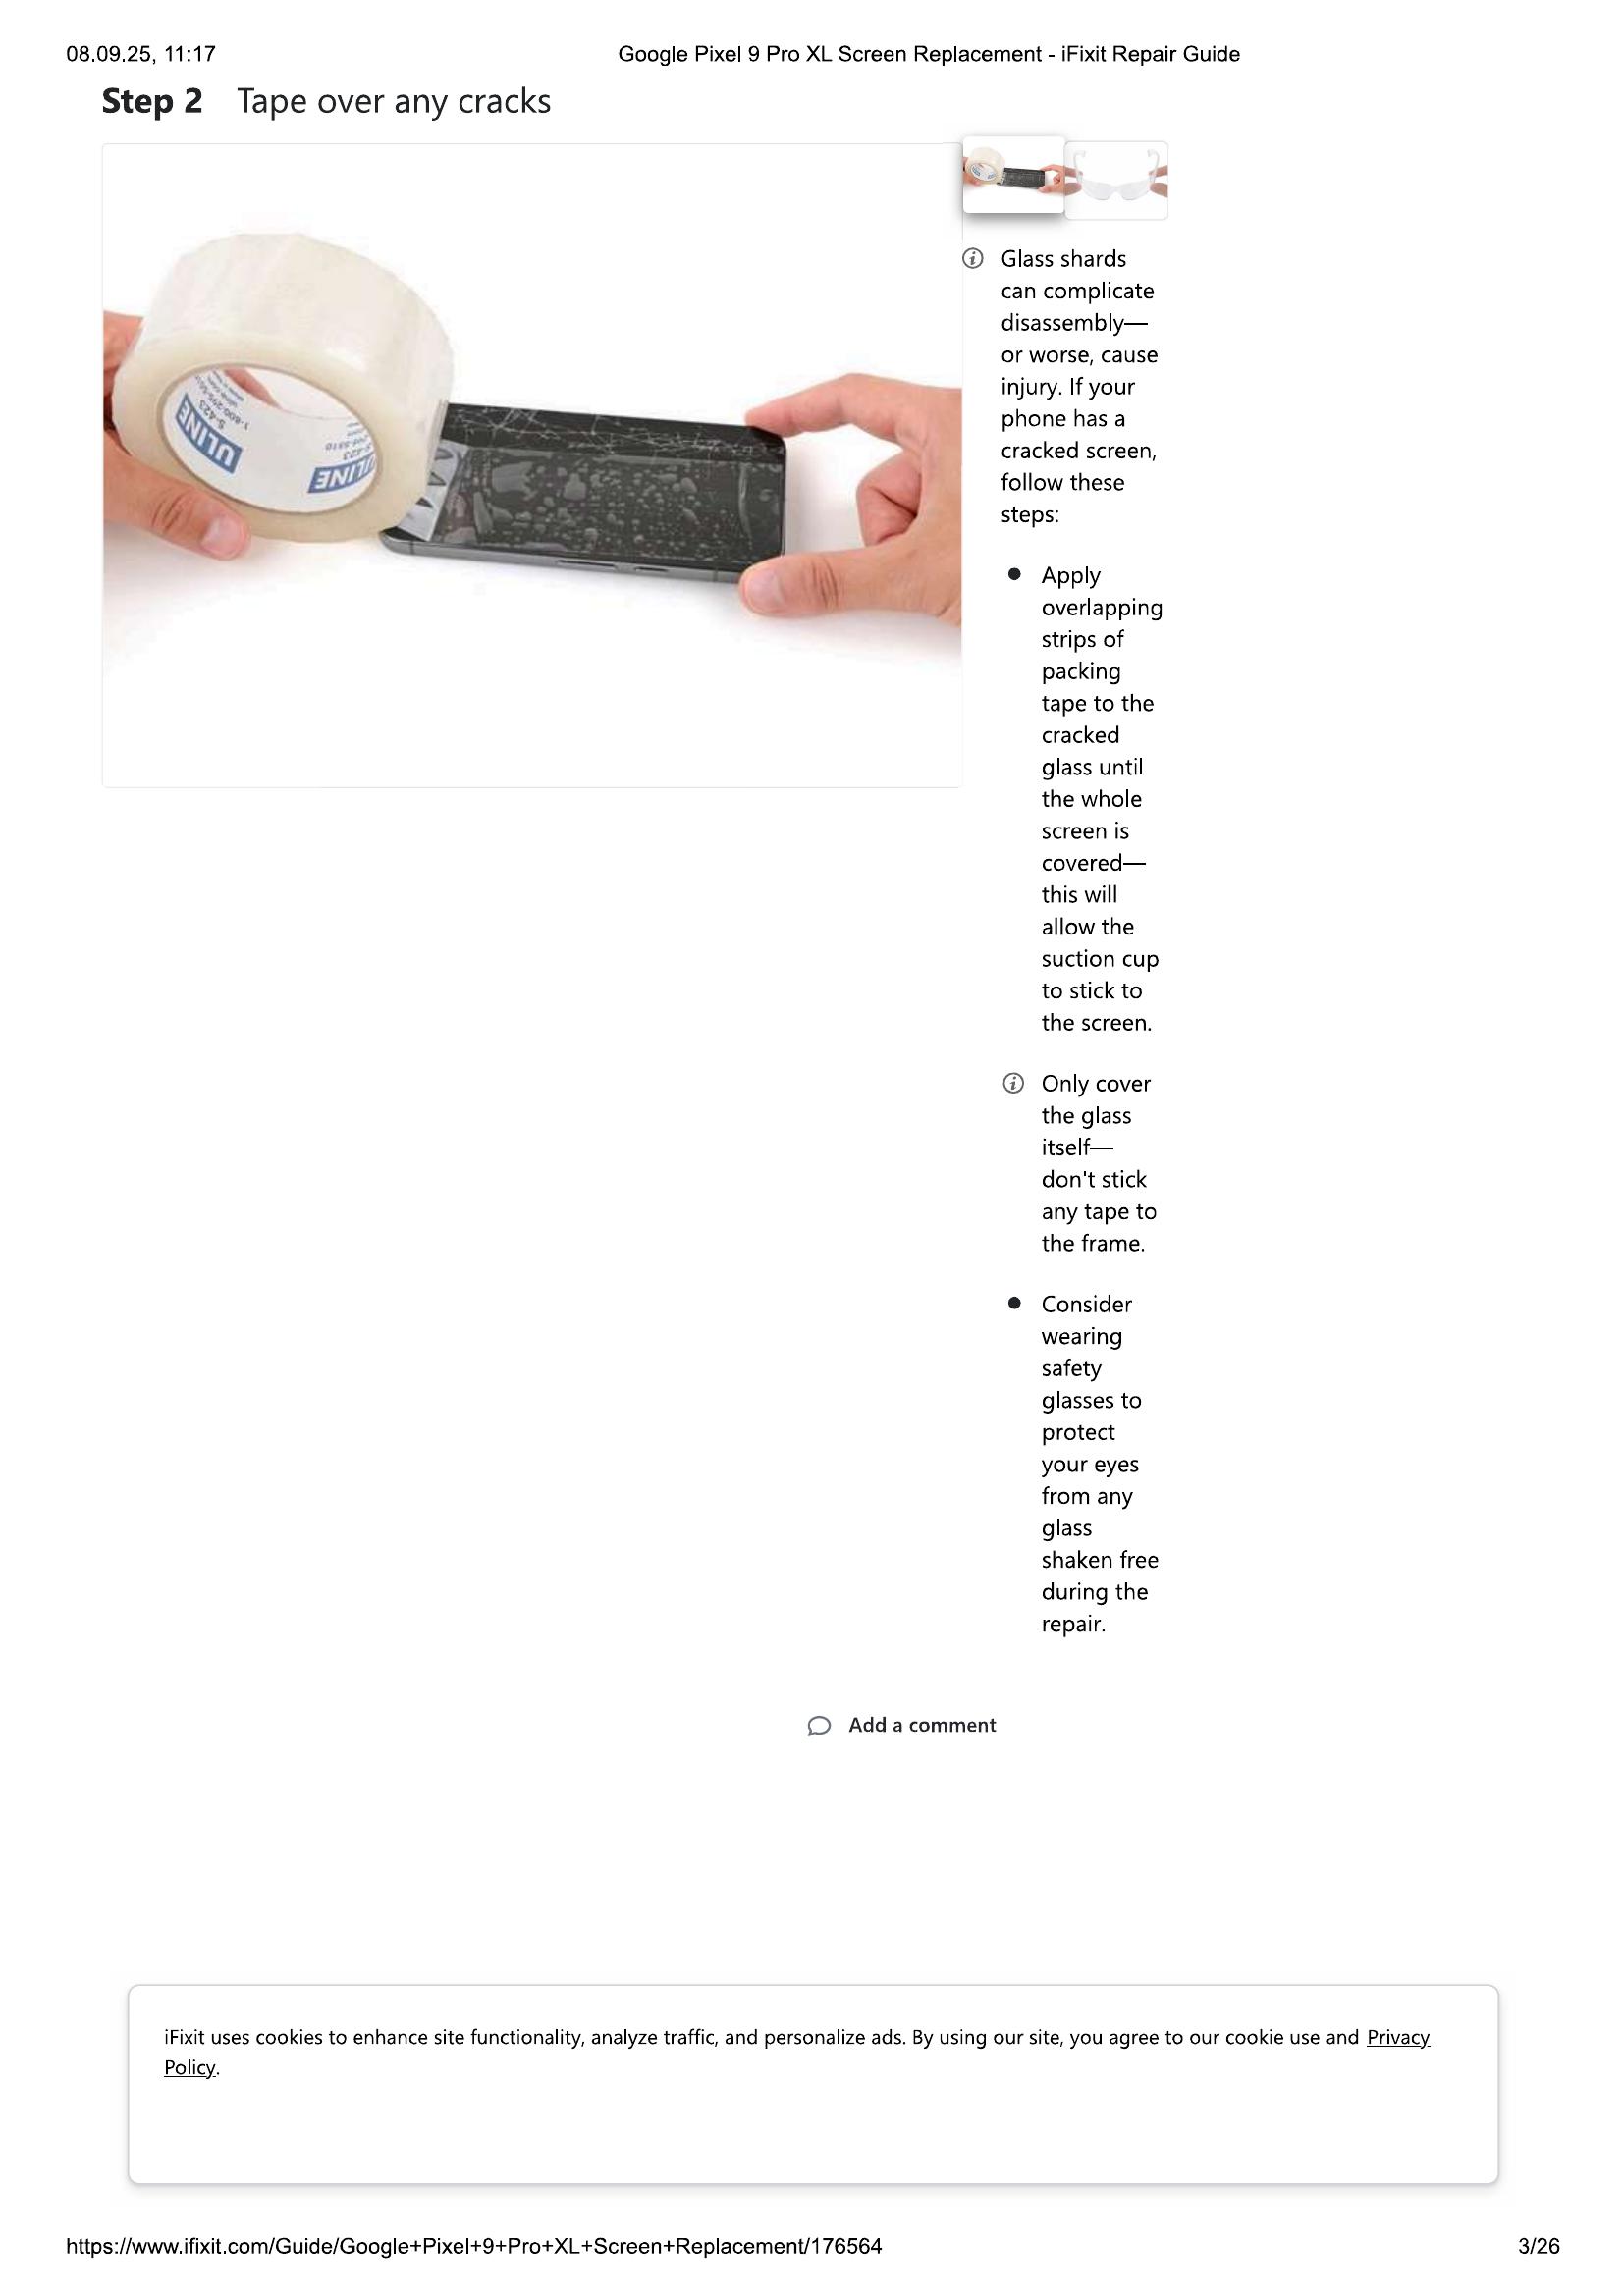 08.09.25, 11:17
Google Pixel 9 Pro XL Screen Replacement - iFixit Repair Guide
Step 2 Tape over any cracks
ULINE
S-423
ULINE
Glass shards
can complicate
disassembly—
or worse, cause
injury. If your
phone has a
cracked screen,
follow these
steps:
Apply
overlapping
strips of
packing
tape to the
cracked
glass until
the whole
screen is
covered—
this will
allow the
suction cup
to stick to
the screen.
Only cover
the glass
itself—
don't stick
any tape to
the frame.
Consider
wearing
safety
glasses to
protect
your eyes
from any
glass
shaken free
during the
repair.
Add a comment
iFixit uses cookies to enhance site functionality, analyze traffic, and personalize ads. By using our site, you agree to our cookie use and Privacy
Policy.
https://www.ifixit.com/Guide/Google+Pixel+9+Pro+XL+Screen+Replacement/176564
3/26